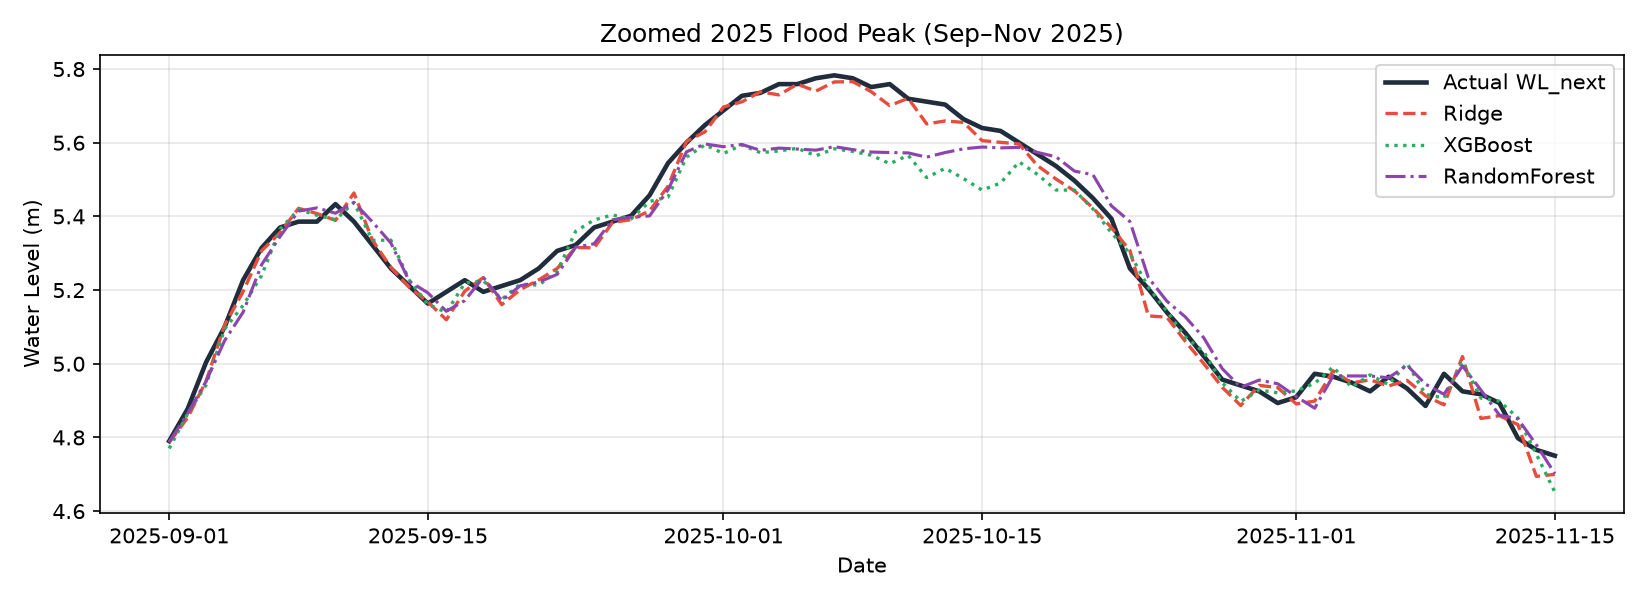 Zoomed 2025 Flood Peak (Sep–Nov 2025)
Actual WL_next
Ridge
XGBoost
RandomForest
Water Level (m)
5.8
5.6
5.4
5.2
5.0
4.8
4.6
2025-09-01
2025-09-15
2025-10-01
2025-10-15
2025-11-01
2025-11-15
Date